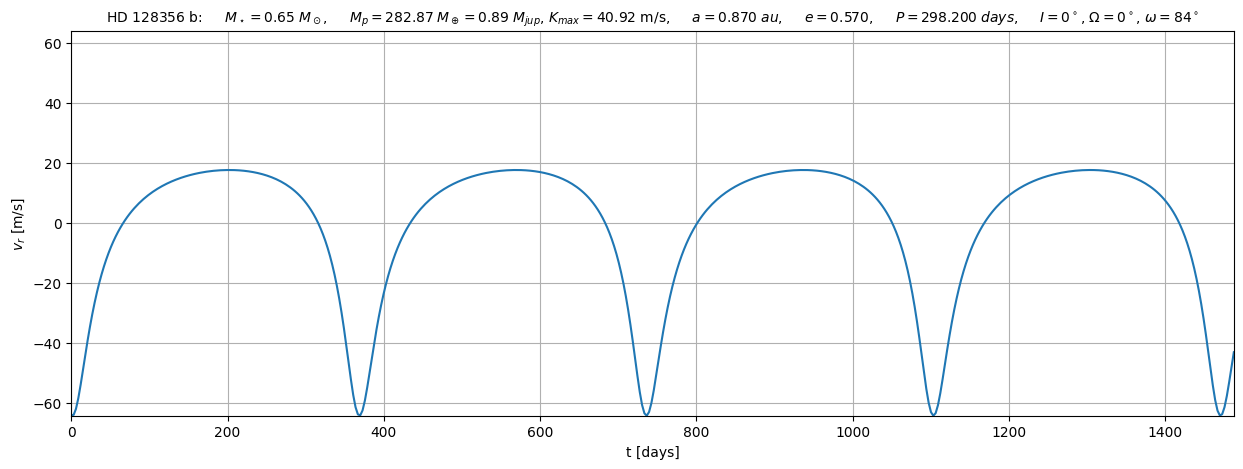 HD 128356 b: M⋆ = 0.65 M⊙, Mp = 282.87 M⊕ = 0.89 Mjup, Kmax = 40.92 m/s, a = 0.870 au, e = 0.570, P = 298.200 days, I = 0°, Ω = 0°, ω = 84°
60
40
20
0
−20
−40
−60
vr [m/s]
0 200 400 600 800 1000 1200 1400
t [days]